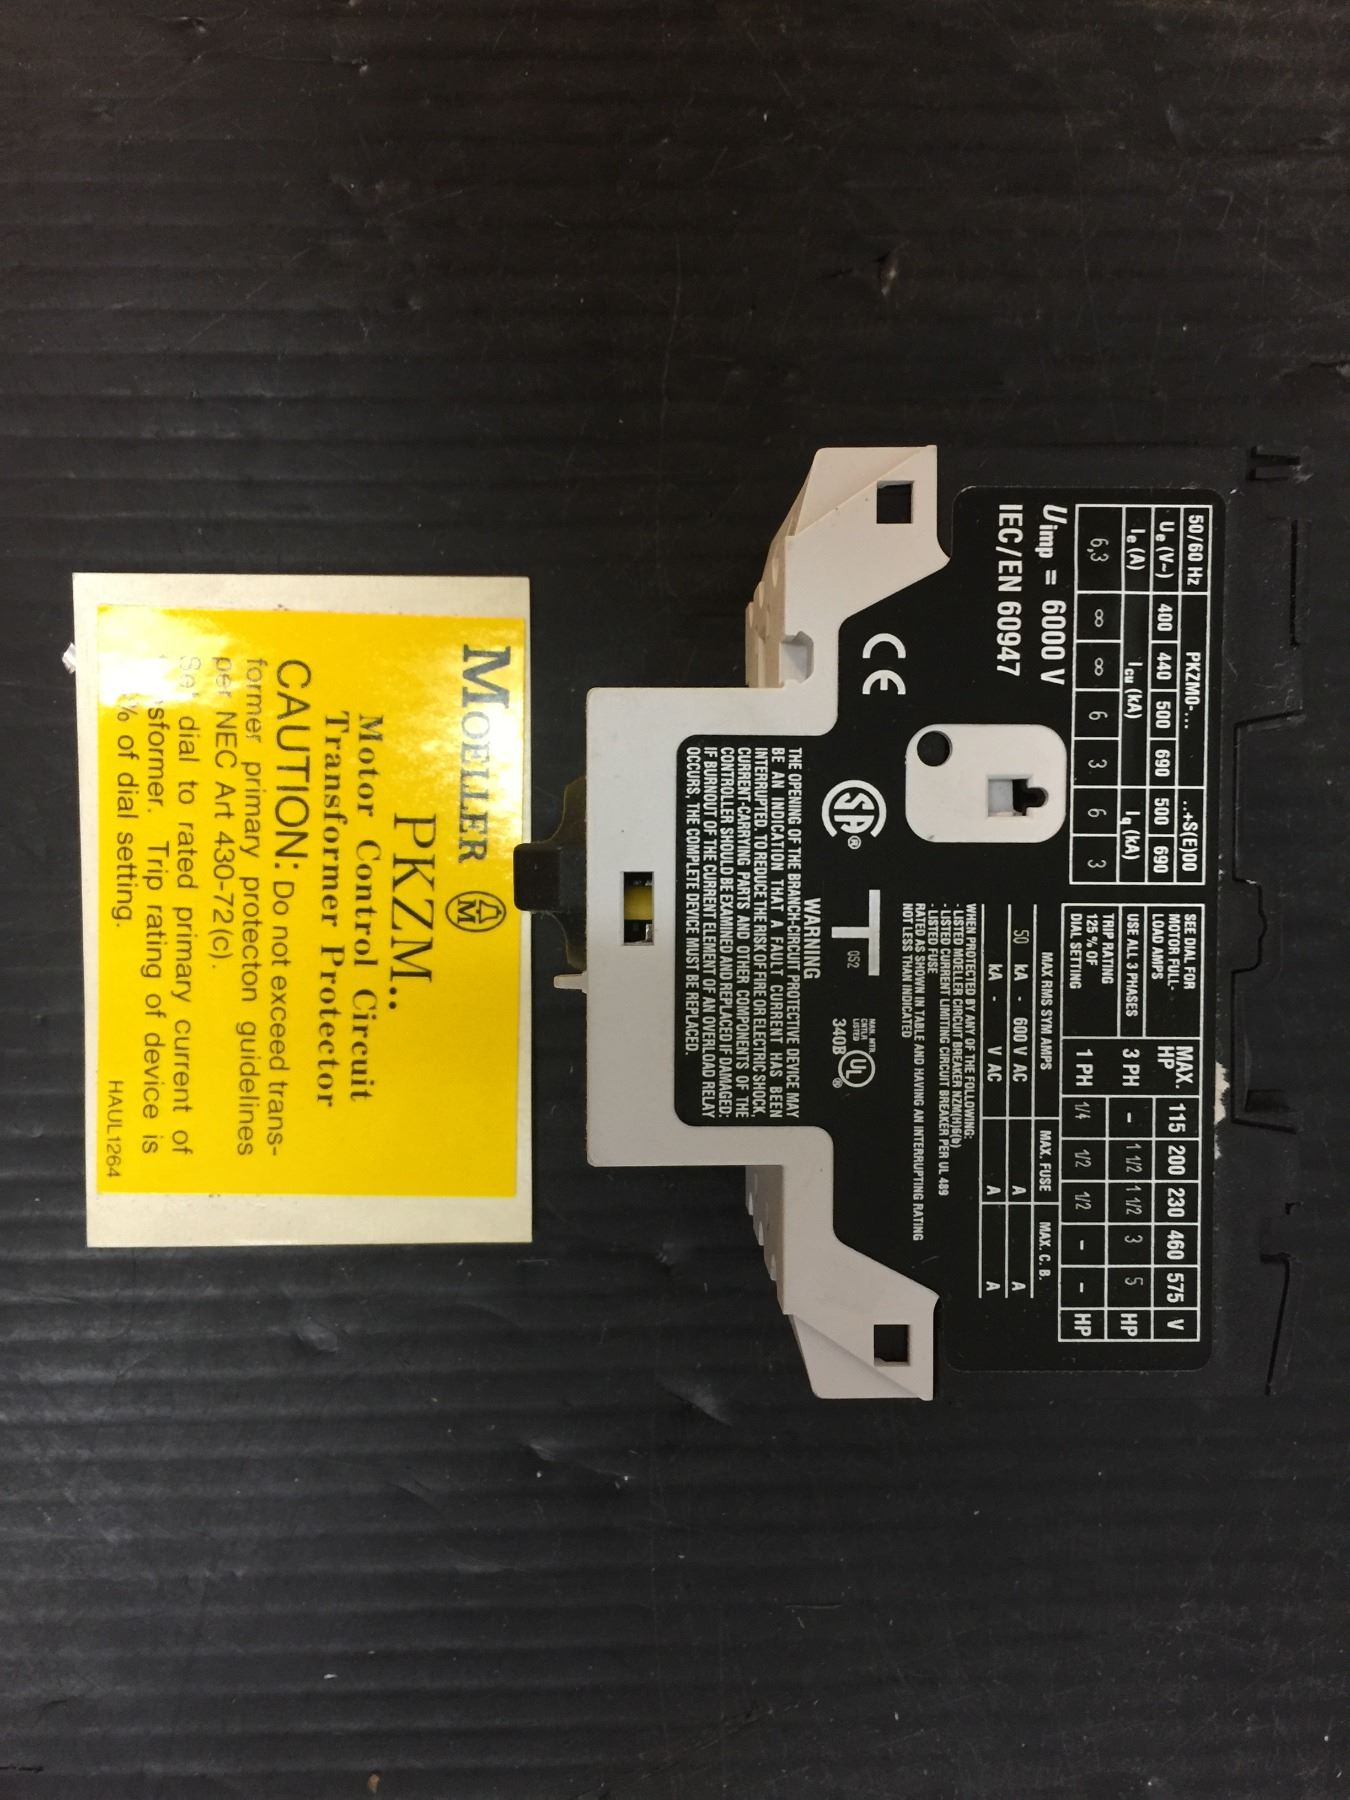 50/60 Hz PKZM0-... ..+S(E)00
Ue (V~) 400 440 500 690 500 690
Ie (A) Icu (kA) Iq (kA)
6,3 ∞ ∞ 6 3 6 3
Uimp = 6000 V
IEC/EN 60947
CE
SEE DIAL FOR
MOTOR FULL-
LOAD AMPS
USE ALL 3 PHASES
TRIP RATING
125 % OF
DIAL SETTING
MAX.
HP 115 200 230 460 575 V
3 PH - 1 1/2 1 1/2 3 5 HP
1 PH 1/4 1/2 1/2 - - HP
MAX RMS SYM AMPS MAX. FUSE MAX. C. B.
50 kA - 600 V AC A A
kA - V AC A A
WHEN PROTECTED BY ANY OF THE FOLLOWING:
- LISTED MOELLER CIRCUIT BREAKER NZM(H)6(b)
- LISTED CURRENT LIMITING CIRCUIT BREAKER PER UL 489
- LISTED FUSE
RATED AS SHOWN IN TABLE AND HAVING AN INTERRUPTING RATING
NOT LESS THAN INDICATED
SA®
T 052
MAN. MTR.
CNTLR
LISTED
340B
UL ®
WARNING
THE OPENING OF THE BRANCH-CIRCUIT PROTECTIVE DEVICE MAY
BE AN INDICATION THAT A FAULT CURRENT HAS BEEN
INTERRUPTED. TO REDUCE THE RISK OF FIRE OR ELECTRIC SHOCK,
CURRENT-CARRYING PARTS AND OTHER COMPONENTS OF THE
CONTROLLER SHOULD BE EXAMINED AND REPLACED IF DAMAGED:
IF BURNOUT OF THE CURRENT ELEMENT OF AN OVERLOAD RELAY
OCCURS, THE COMPLETE DEVICE MUST BE REPLACED.
MOELLER M
PKZM..
Motor Control Circuit
Transformer Protector
CAUTION: Do not exceed trans-
former primary protecton guidelines
per NEC Art 430-72(c).
Set dial to rated primary current of
sformer. Trip rating of device is
% of dial setting.
HAUL1264